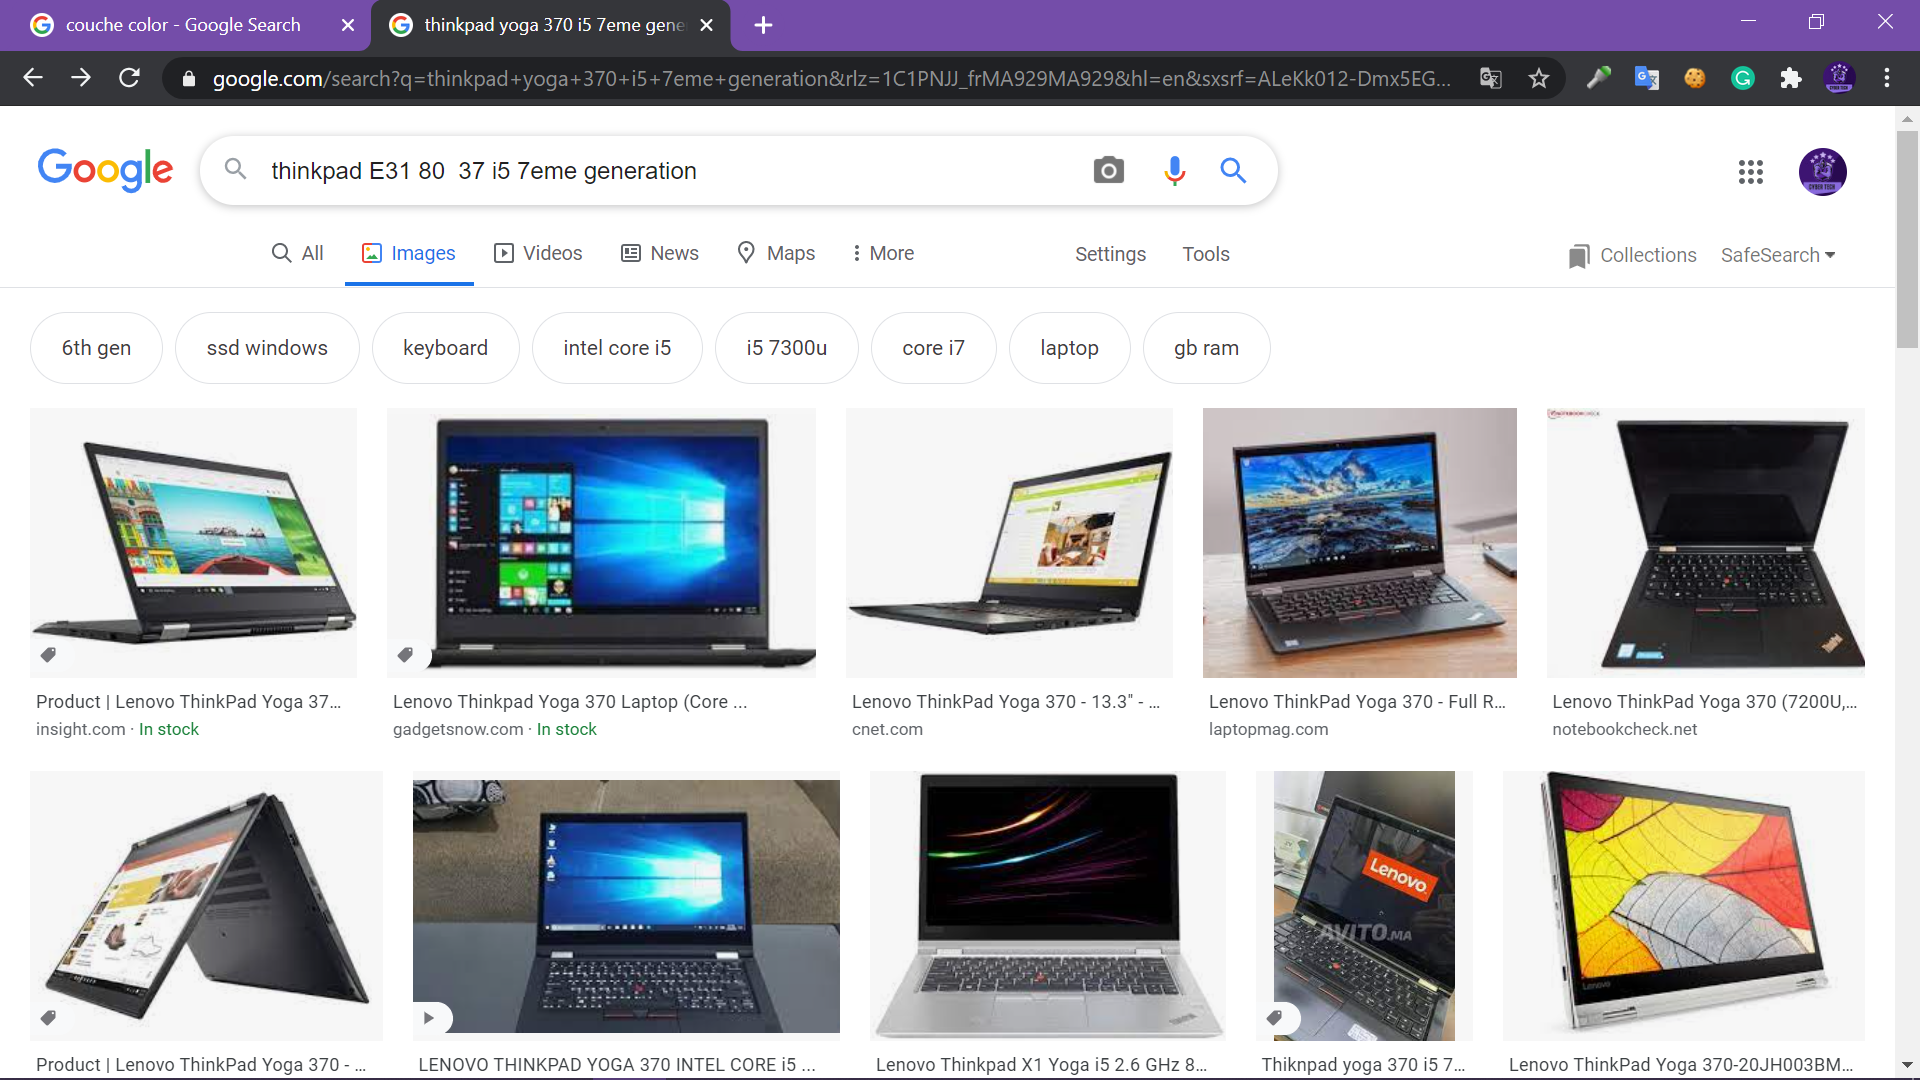 couche color - Google Search
thinkpad yoga 370 i5 7eme gene
google.com/search?q=thinkpad+yoga+370+i5+7eme+generation&rlz=1C1PNJJ_frMA929MA929&hl=en&sxsrf=ALeKk012-Dmx5EG...
Google
thinkpad E31 80  37 i5 7eme generation
CYBER TECH
All
Images
Videos
News
Maps
More
Settings
Tools
Collections
SafeSearch
6th gen
ssd windows
keyboard
intel core i5
i5 7300u
core i7
laptop
gb ram
Product | Lenovo ThinkPad Yoga 37...
insight.com · In stock
Lenovo Thinkpad Yoga 370 Laptop (Core ...
gadgetsnow.com · In stock
Lenovo ThinkPad Yoga 370 - 13.3" - ...
cnet.com
Lenovo ThinkPad Yoga 370 - Full R...
laptopmag.com
Lenovo ThinkPad Yoga 370 (7200U,...
notebookcheck.net
Lenovo
AVITO.MA
Lenovo
Product | Lenovo ThinkPad Yoga 370 - ...
LENOVO THINKPAD YOGA 370 INTEL CORE i5 ...
Lenovo Thinkpad X1 Yoga i5 2.6 GHz 8...
Thiknpad yoga 370 i5 7...
Lenovo ThinkPad Yoga 370-20JH003BM...